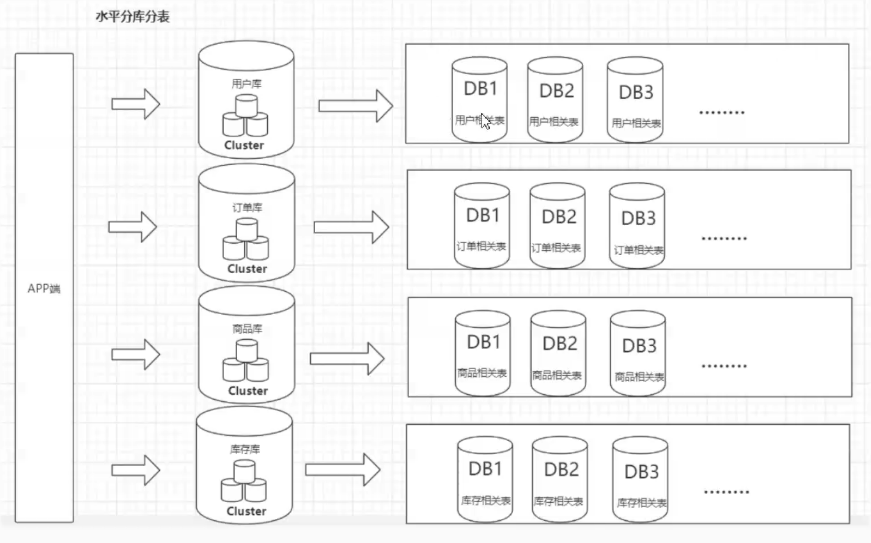 水平分库分表
APP端
用户库
Cluster
DB1
用户相关表
DB2
用户相关表
DB3
用户相关表
........
订单库
Cluster
DB1
订单相关表
DB2
订单相关表
DB3
订单相关表
........
商品库
Cluster
DB1
商品相关表
DB2
商品相关表
DB3
商品相关表
........
库存库
Cluster
DB1
库存相关表
DB2
库存相关表
DB3
库存相关表
........